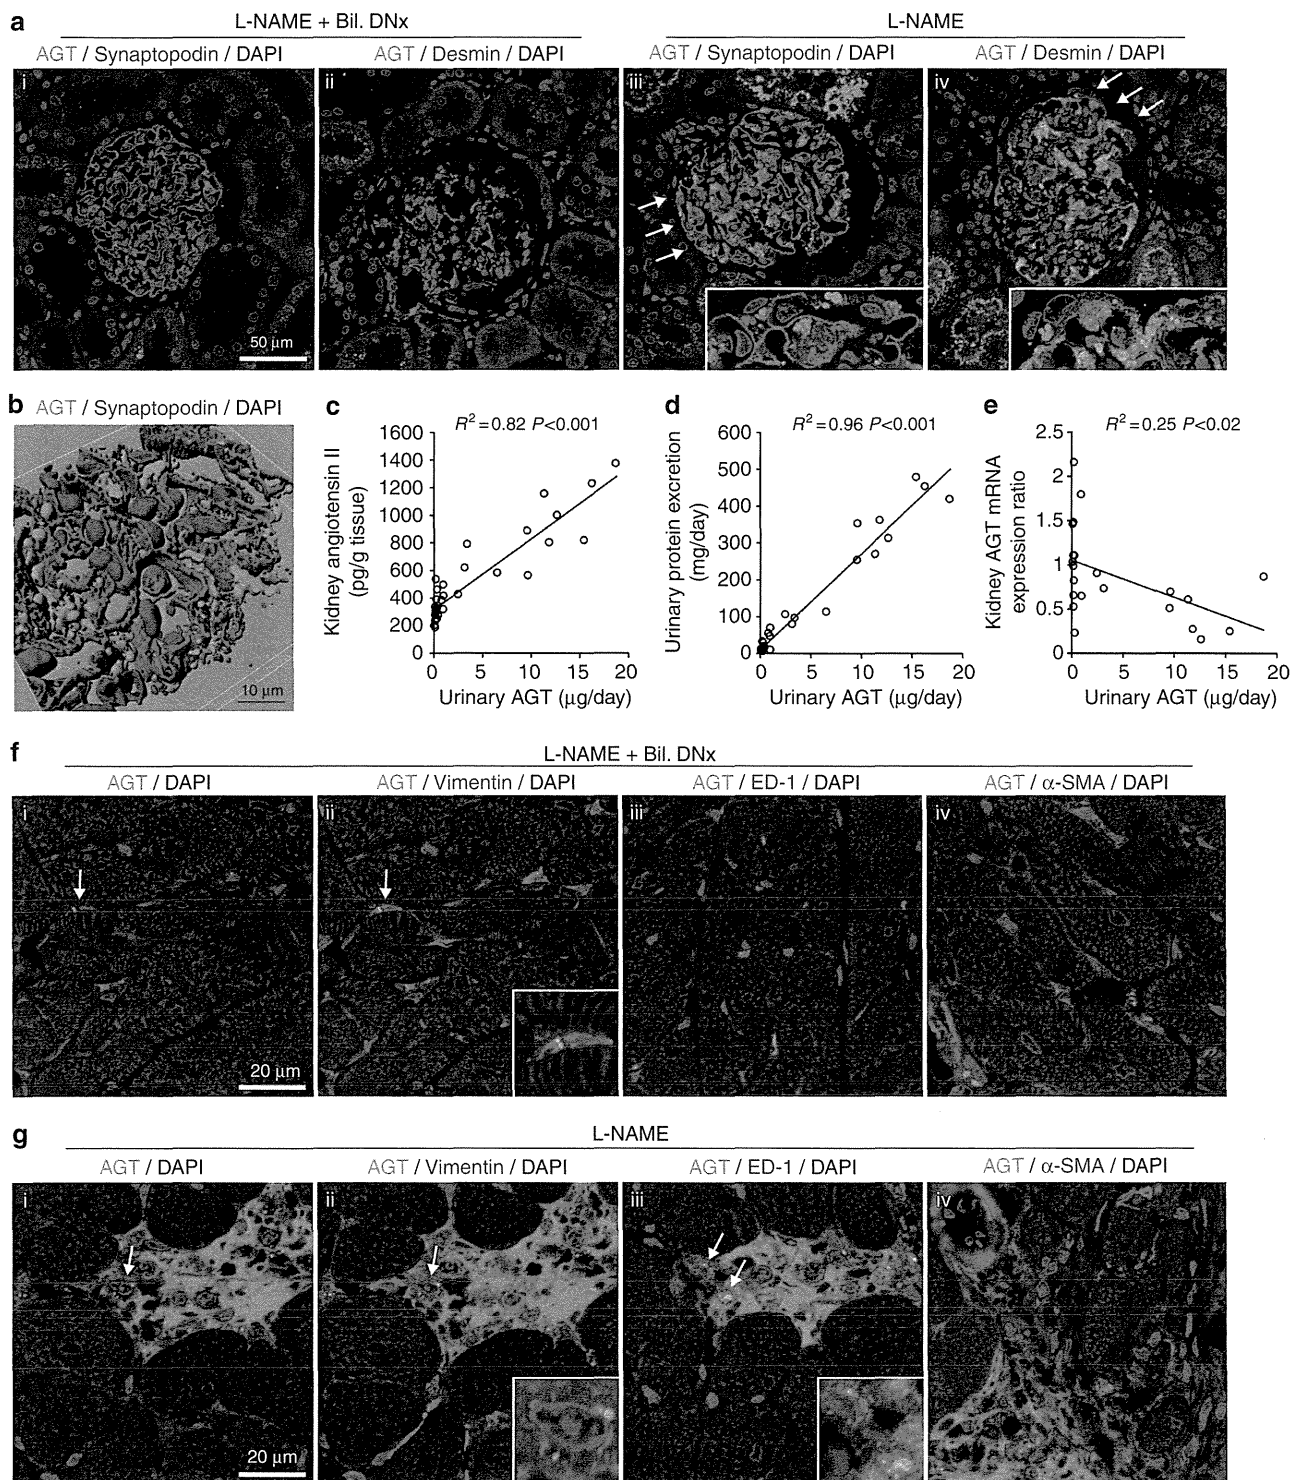 a
L-NAME + Bil. DNx
L-NAME
AGT / Synaptopodin / DAPI
AGT / Desmin / DAPI
AGT / Synaptopodin / DAPI
AGT / Desmin / DAPI
i
ii
iii
iv
50 μm
b
AGT / Synaptopodin / DAPI
10 μm
c
R² = 0.82 P<0.001
Kidney angiotensin II
(pg/g tissue)
1600
1400
1200
1000
800
600
400
200
0
0 5 10 15 20
Urinary AGT (μg/day)
d
R² = 0.96 P<0.001
Urinary protein excretion
(mg/day)
600
500
400
300
200
100
0
0 5 10 15 20
Urinary AGT (μg/day)
e
R² = 0.25 P<0.02
Kidney AGT mRNA
expression ratio
2.5
2
1.5
1
0.5
0
0 5 10 15 20
Urinary AGT (μg/day)
f
L-NAME + Bil. DNx
AGT / DAPI
AGT / Vimentin / DAPI
AGT / ED-1 / DAPI
AGT / α-SMA / DAPI
i
ii
iii
iv
20 μm
g
L-NAME
AGT / DAPI
AGT / Vimentin / DAPI
AGT / ED-1 / DAPI
AGT / α-SMA / DAPI
i
ii
iii
iv
20 μm